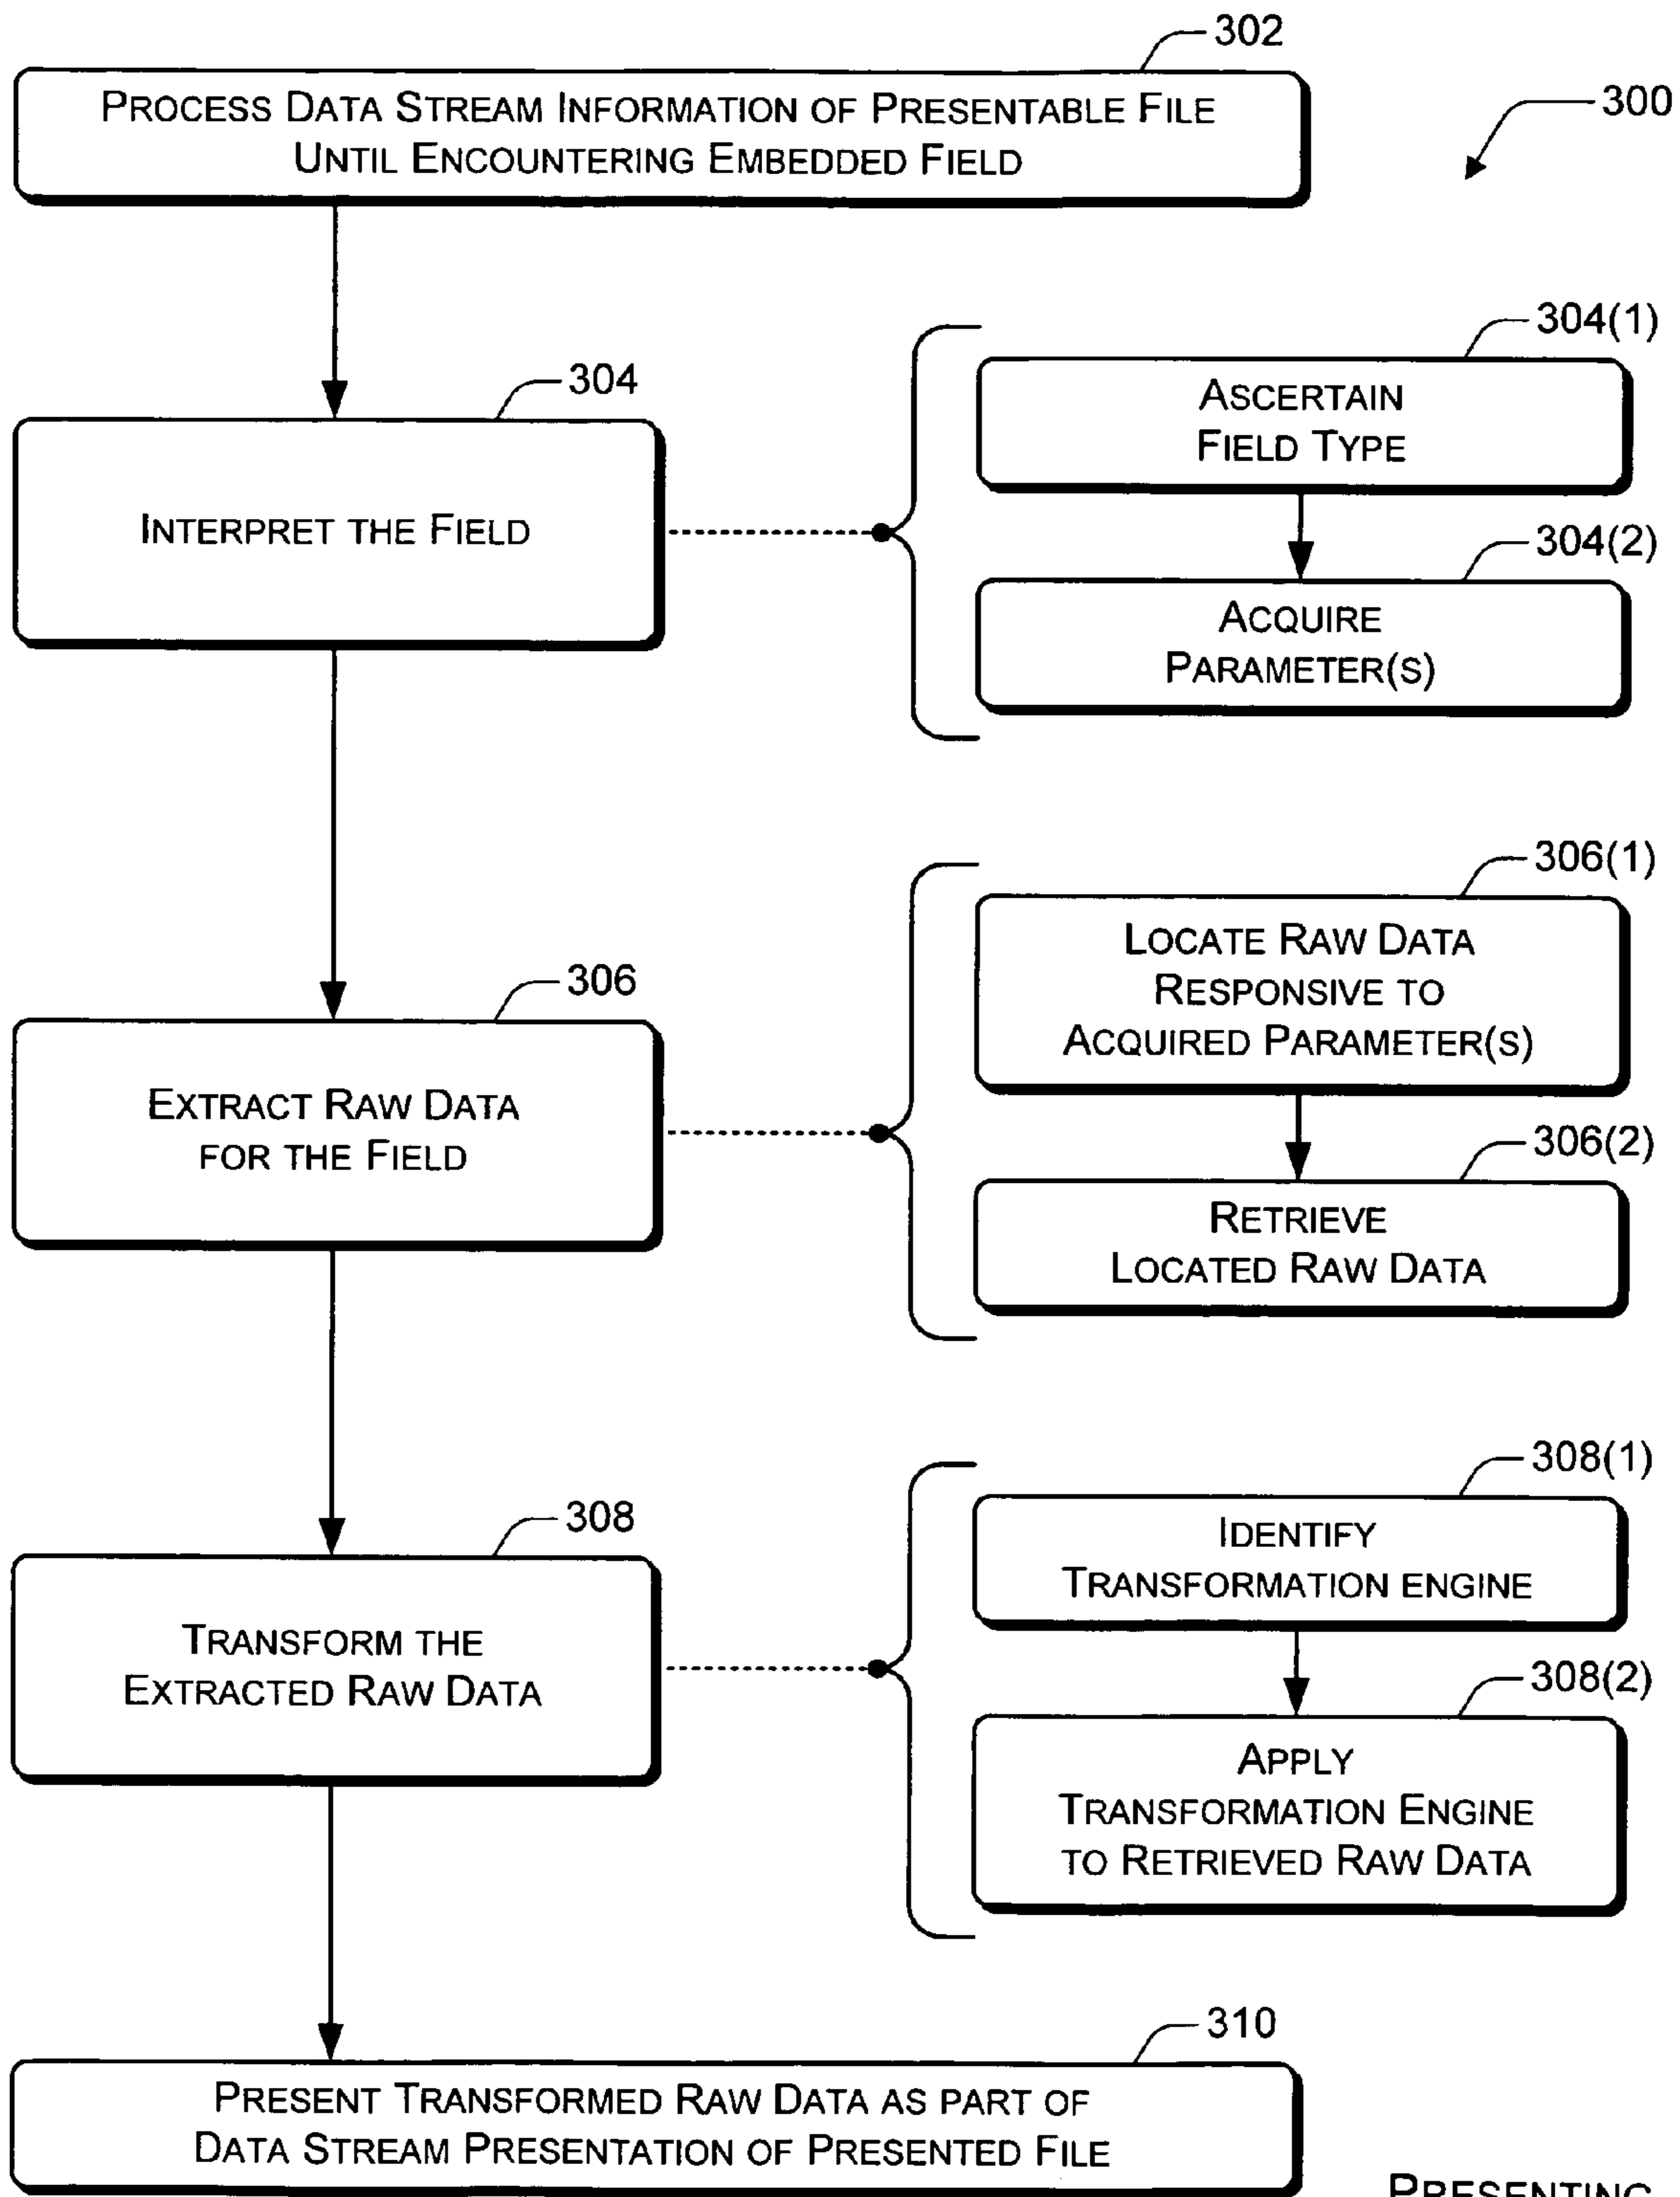 302
PROCESS DATA STREAM INFORMATION OF PRESENTABLE FILE
UNTIL ENCOUNTERING EMBEDDED FIELD
300
304
INTERPRET THE FIELD
304(1)
ASCERTAIN
FIELD TYPE
304(2)
ACQUIRE
PARAMETER(S)
306
EXTRACT RAW DATA
FOR THE FIELD
306(1)
LOCATE RAW DATA
RESPONSIVE TO
ACQUIRED PARAMETER(S)
306(2)
RETRIEVE
LOCATED RAW DATA
308
TRANSFORM THE
EXTRACTED RAW DATA
308(1)
IDENTIFY
TRANSFORMATION ENGINE
308(2)
APPLY
TRANSFORMATION ENGINE
TO RETRIEVED RAW DATA
310
PRESENT TRANSFORMED RAW DATA AS PART OF
DATA STREAM PRESENTATION OF PRESENTED FILE
PRESENTING